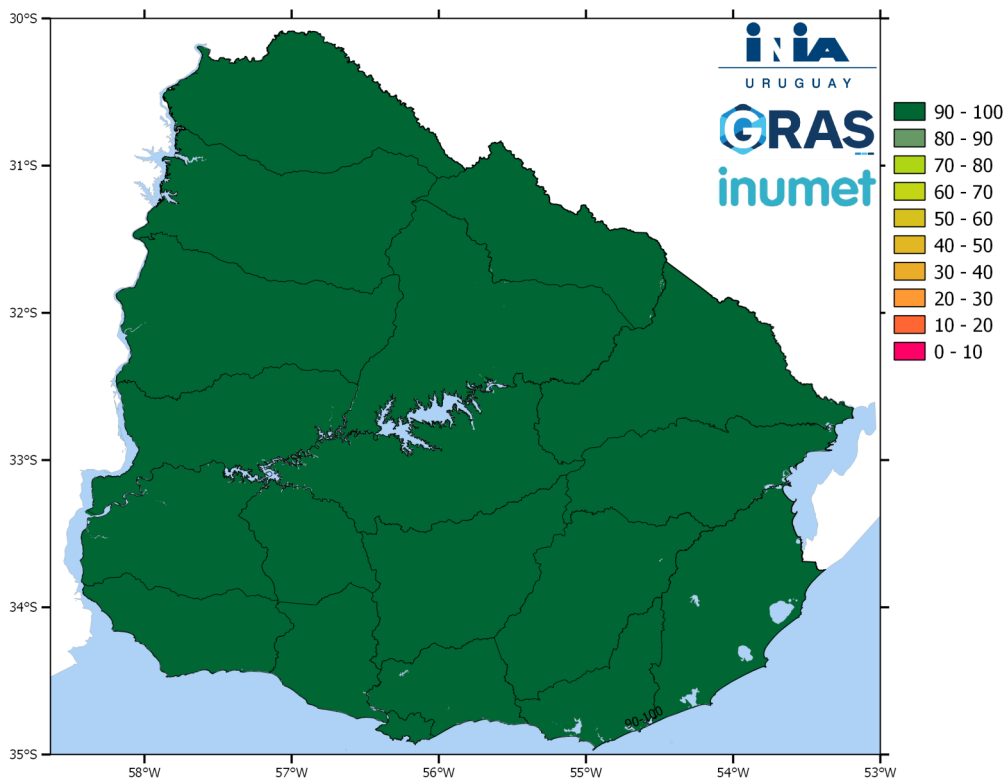 30°S
31°S
32°S
33°S
34°S
35°S
58°W
57°W
56°W
55°W
54°W
53°W
iNiA
URUGUAY
GRAS
inumet
90 - 100
80 - 90
70 - 80
60 - 70
50 - 60
40 - 50
30 - 40
20 - 30
10 - 20
0 - 10
90-100